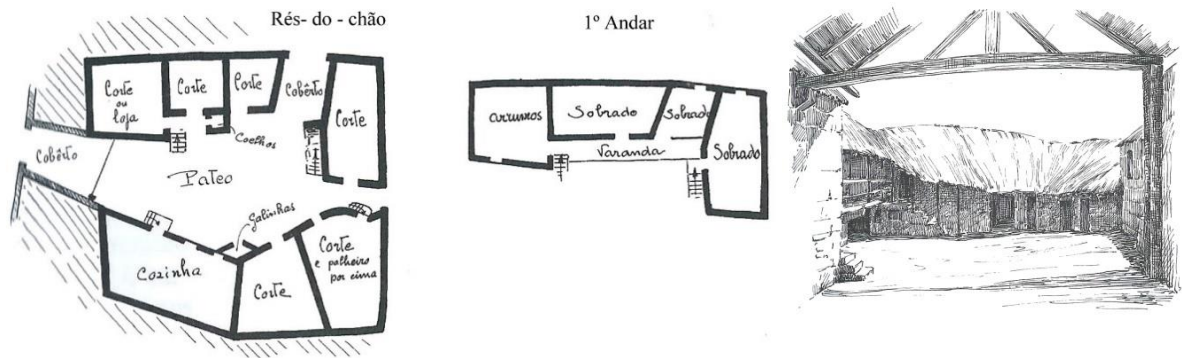 Rés- do - chão
Corte
ou
loja
Corte
Corte
Cobêrto
Corte
Coelhos
Cobêrto
Pateo
galinhas
Cozinha
Corte
Corte
e palheiro
por cima
1º Andar
arrumos
Sobrado
Sobrado
Varanda
Sobrado